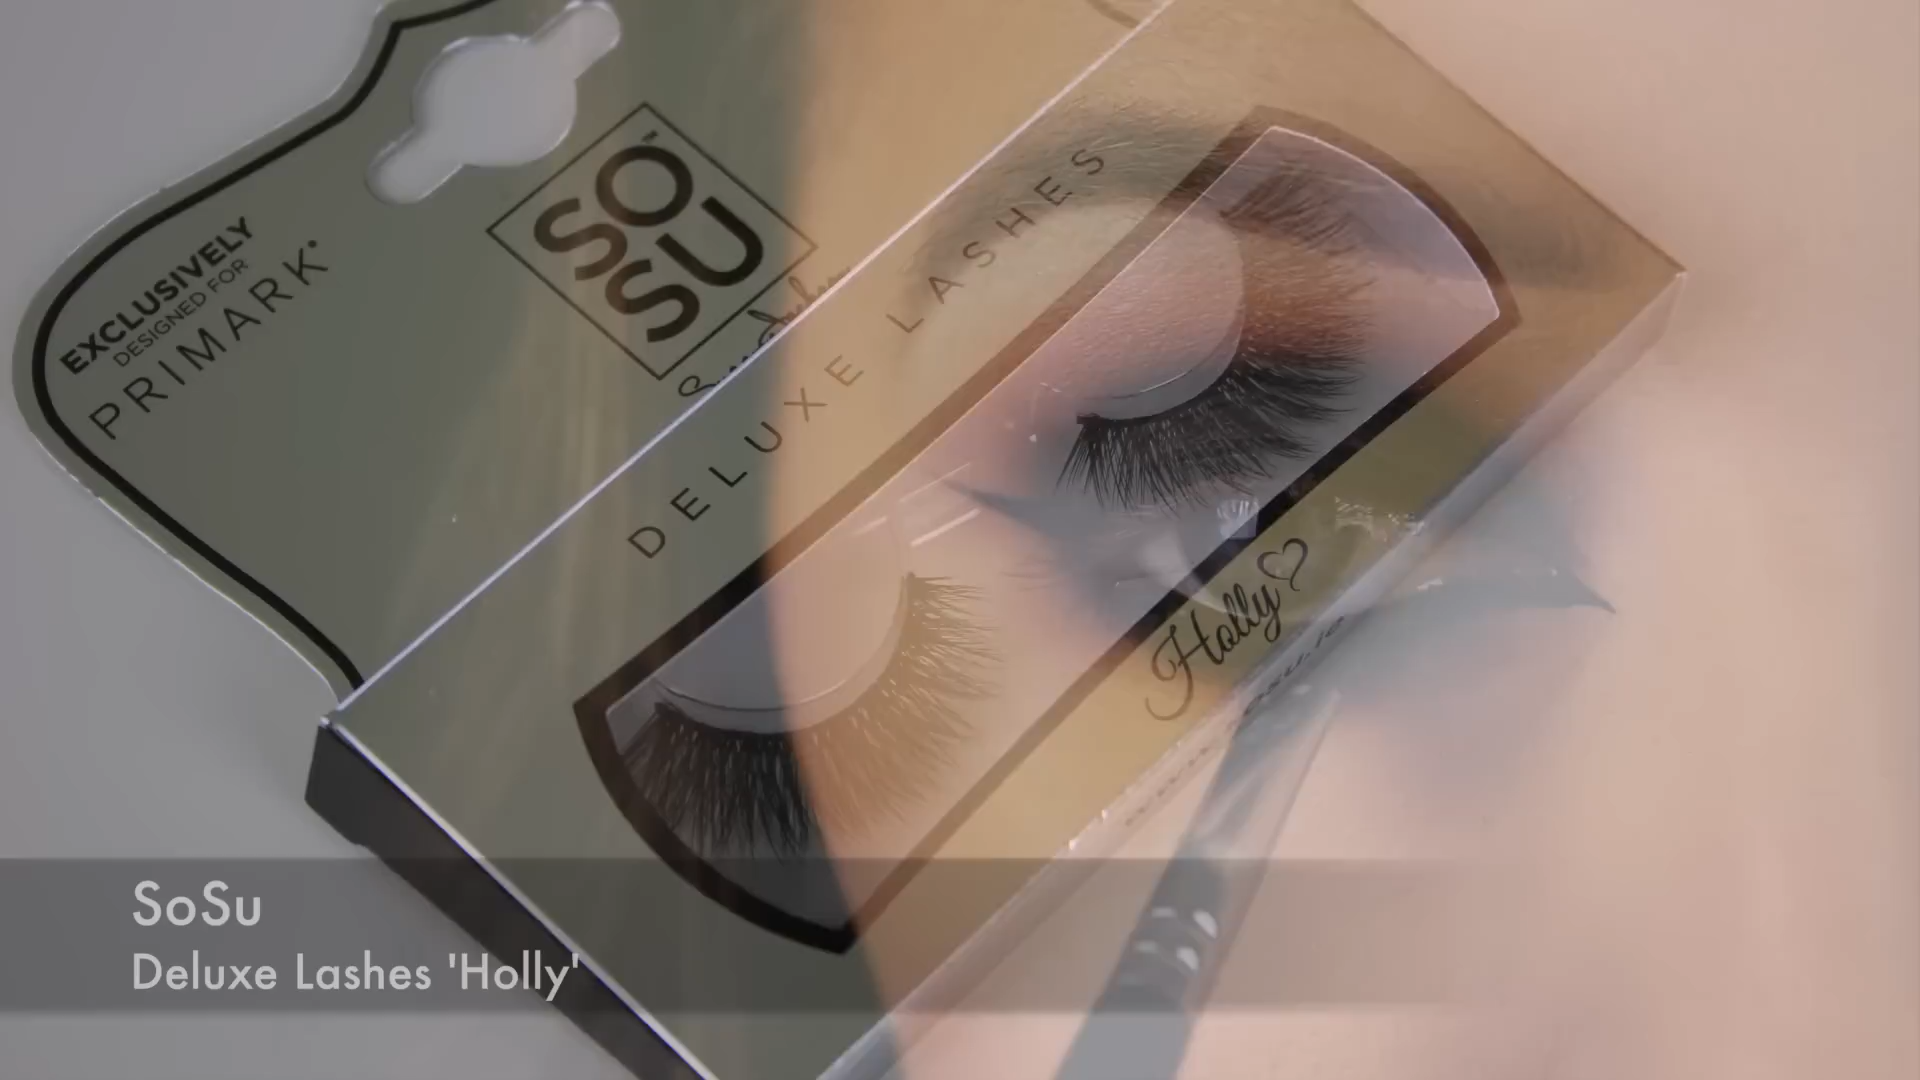 EXCLUSIVELY
DESIGNED FOR
PRIMARK
SO
SU
DELUXE LASHES
Holly
SoSu
Deluxe Lashes 'Holly'